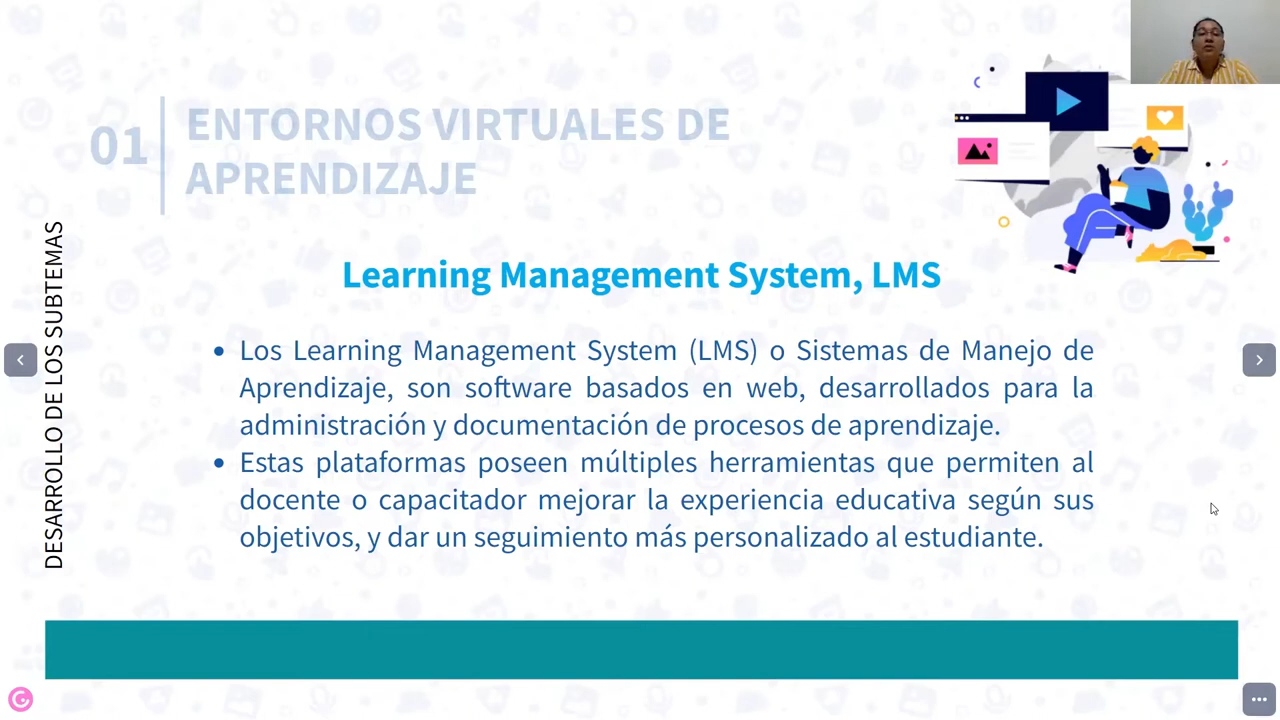 01
ENTORNOS VIRTUALES DE
APRENDIZAJE
DESARROLLO DE LOS SUBTEMAS
Learning Management System, LMS
• Los Learning Management System (LMS) o Sistemas de Manejo de
Aprendizaje, son software basados en web, desarrollados para la
administración y documentación de procesos de aprendizaje.
• Estas plataformas poseen múltiples herramientas que permiten al
docente o capacitador mejorar la experiencia educativa según sus
objetivos, y dar un seguimiento más personalizado al estudiante.